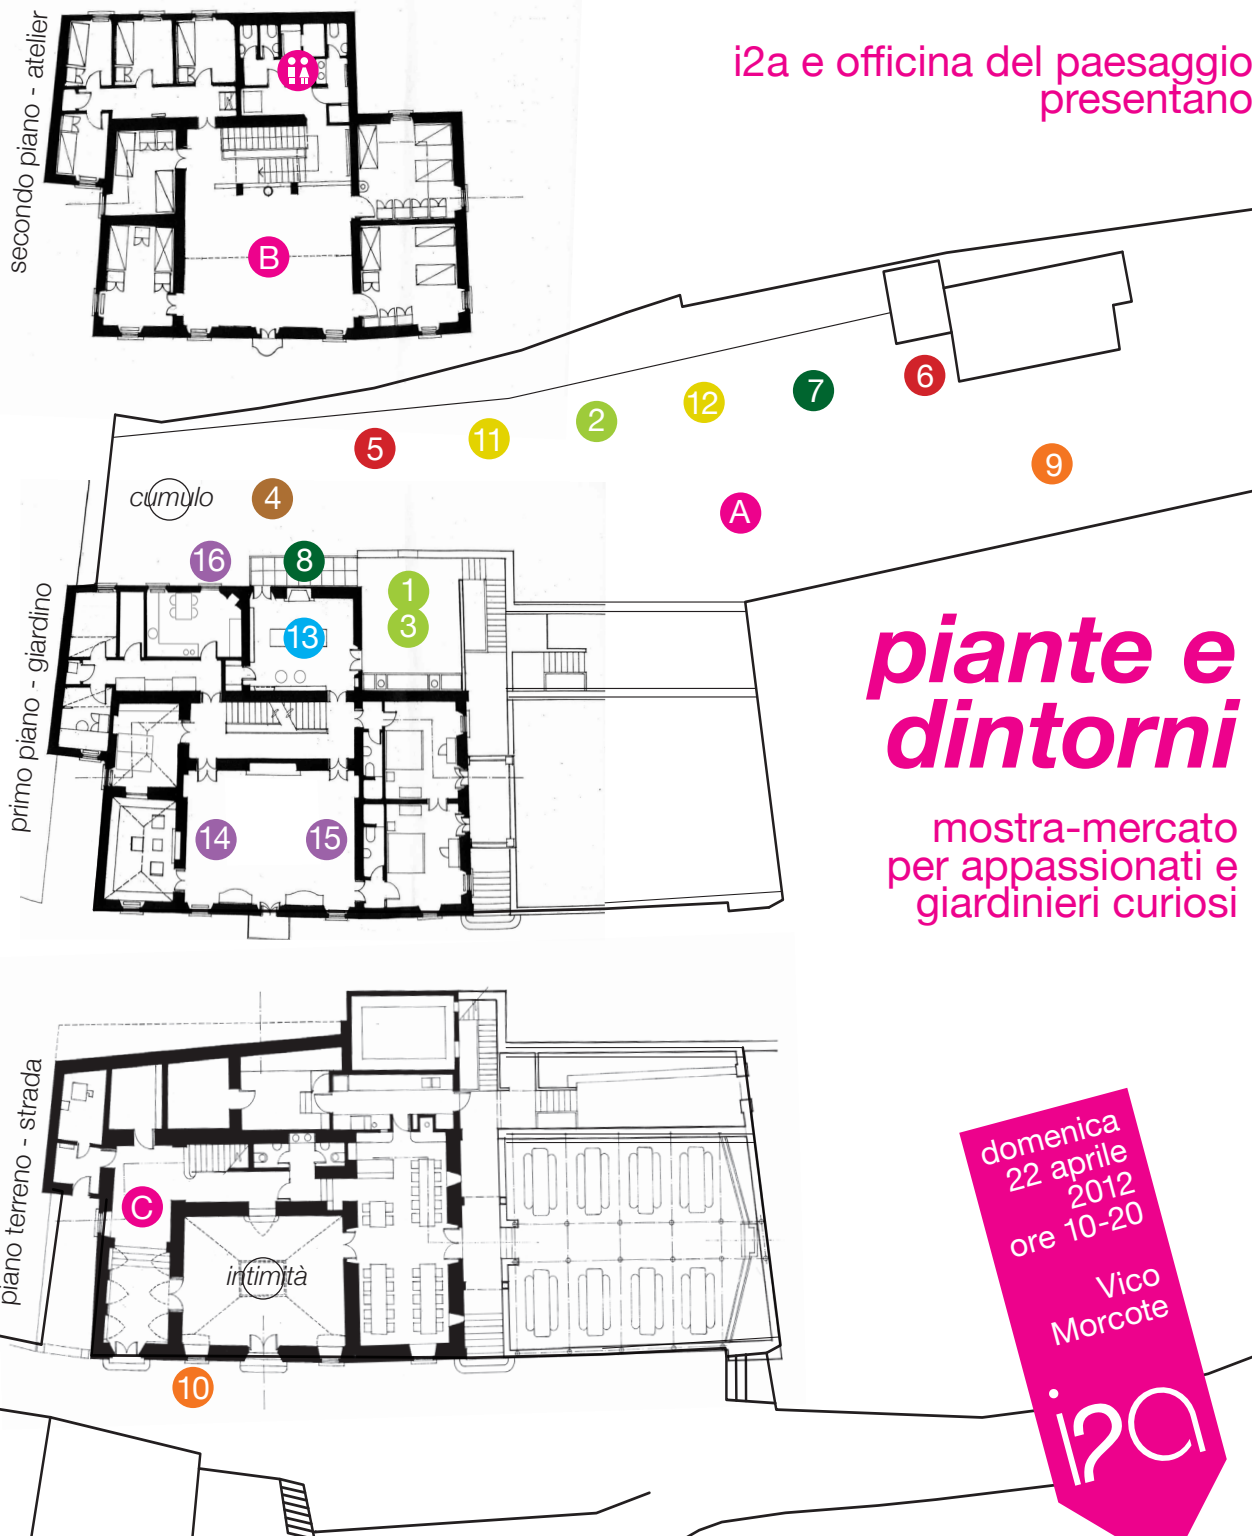 i2a e officina del paesaggio
presentano
secondo piano - atelier
B
6
7
12
2
11
5
9
4
cumulo
A
16
8
1
3
13
primo piano - giardino
14
15
piante e
dintorni
mostra-mercato
per appassionati e
giardinieri curiosi
piano terreno - strada
C
intimità
10
domenica
22 aprile
2012
ore 10-20
Vico
Morcote
i2a